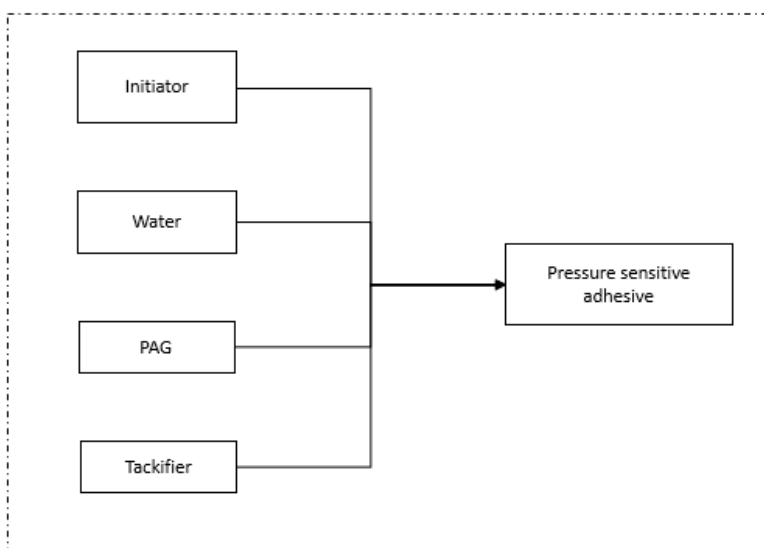 Initiator
Water
Pressure sensitive
adhesive
PAG
Tackifier